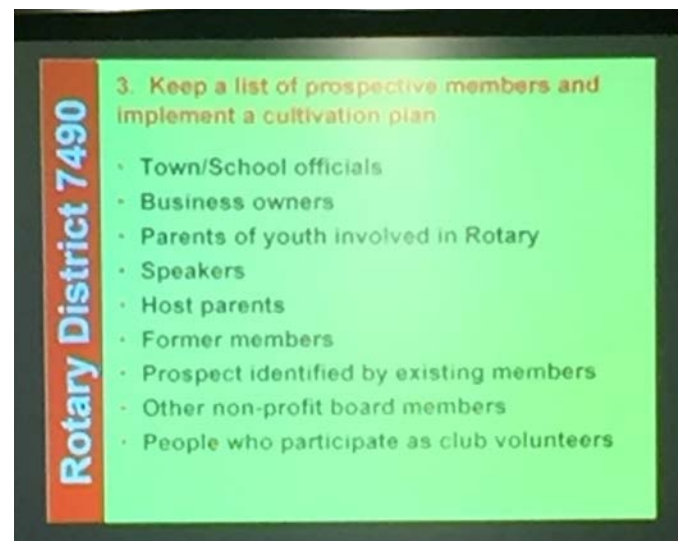 Rotary District 7490
3. Keep a list of prospective members and
implement a cultivation plan
· Town/School officials
· Business owners
· Parents of youth involved in Rotary
· Speakers
· Host parents
· Former members
· Prospect identified by existing members
· Other non-profit board members
· People who participate as club volunteers